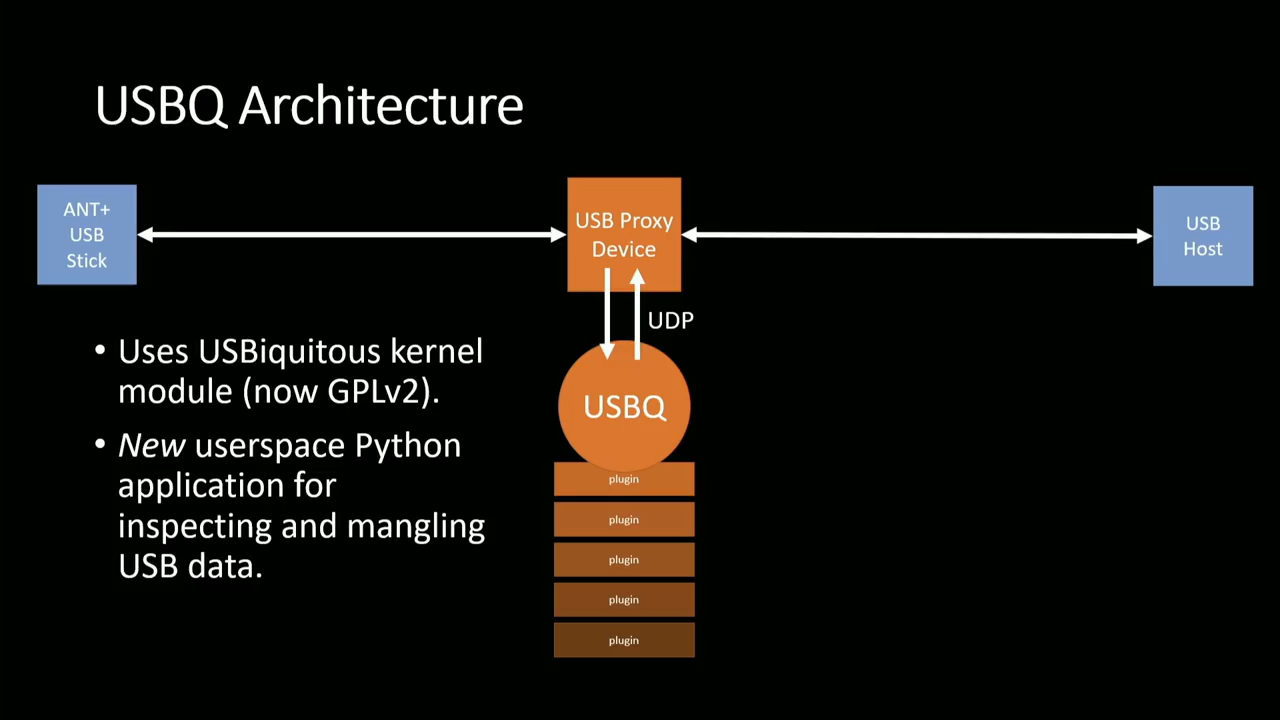 USBQ Architecture
ANT+
USB
Stick
USB Proxy
Device
USB
Host
UDP
• Uses USBiquitous kernel
module (now GPLv2).
• New userspace Python
application for
inspecting and mangling
USB data.
USBQ
plugin
plugin
plugin
plugin
plugin